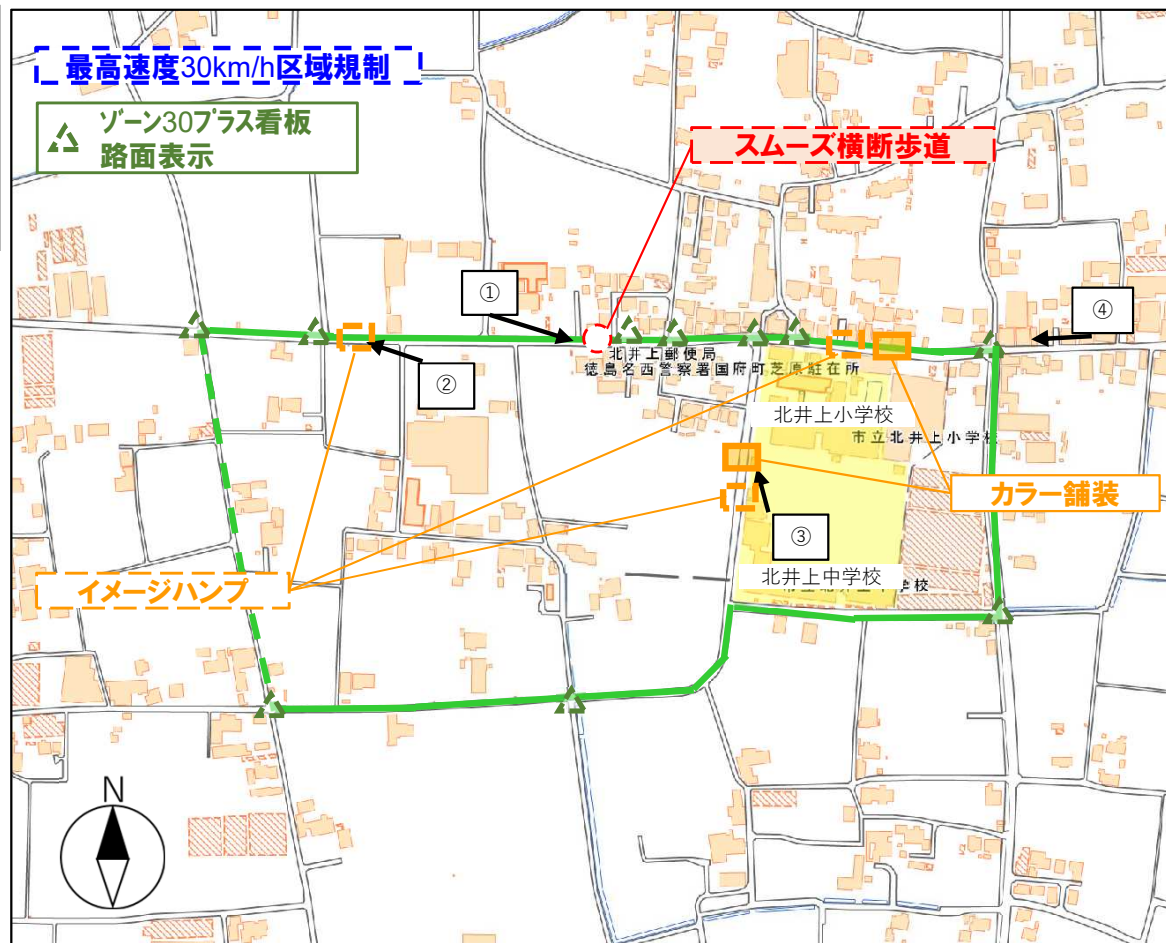 最高速度30km/h区域規制
ゾーン30プラス看板
路面表示
スムーズ横断歩道
①
④
北井上郵便局
徳島名西警察署国府町芝原駐在所
②
北井上小学校
市立北井上小学校
カラー舗装
③
イメージハンプ
北井上中学校
N